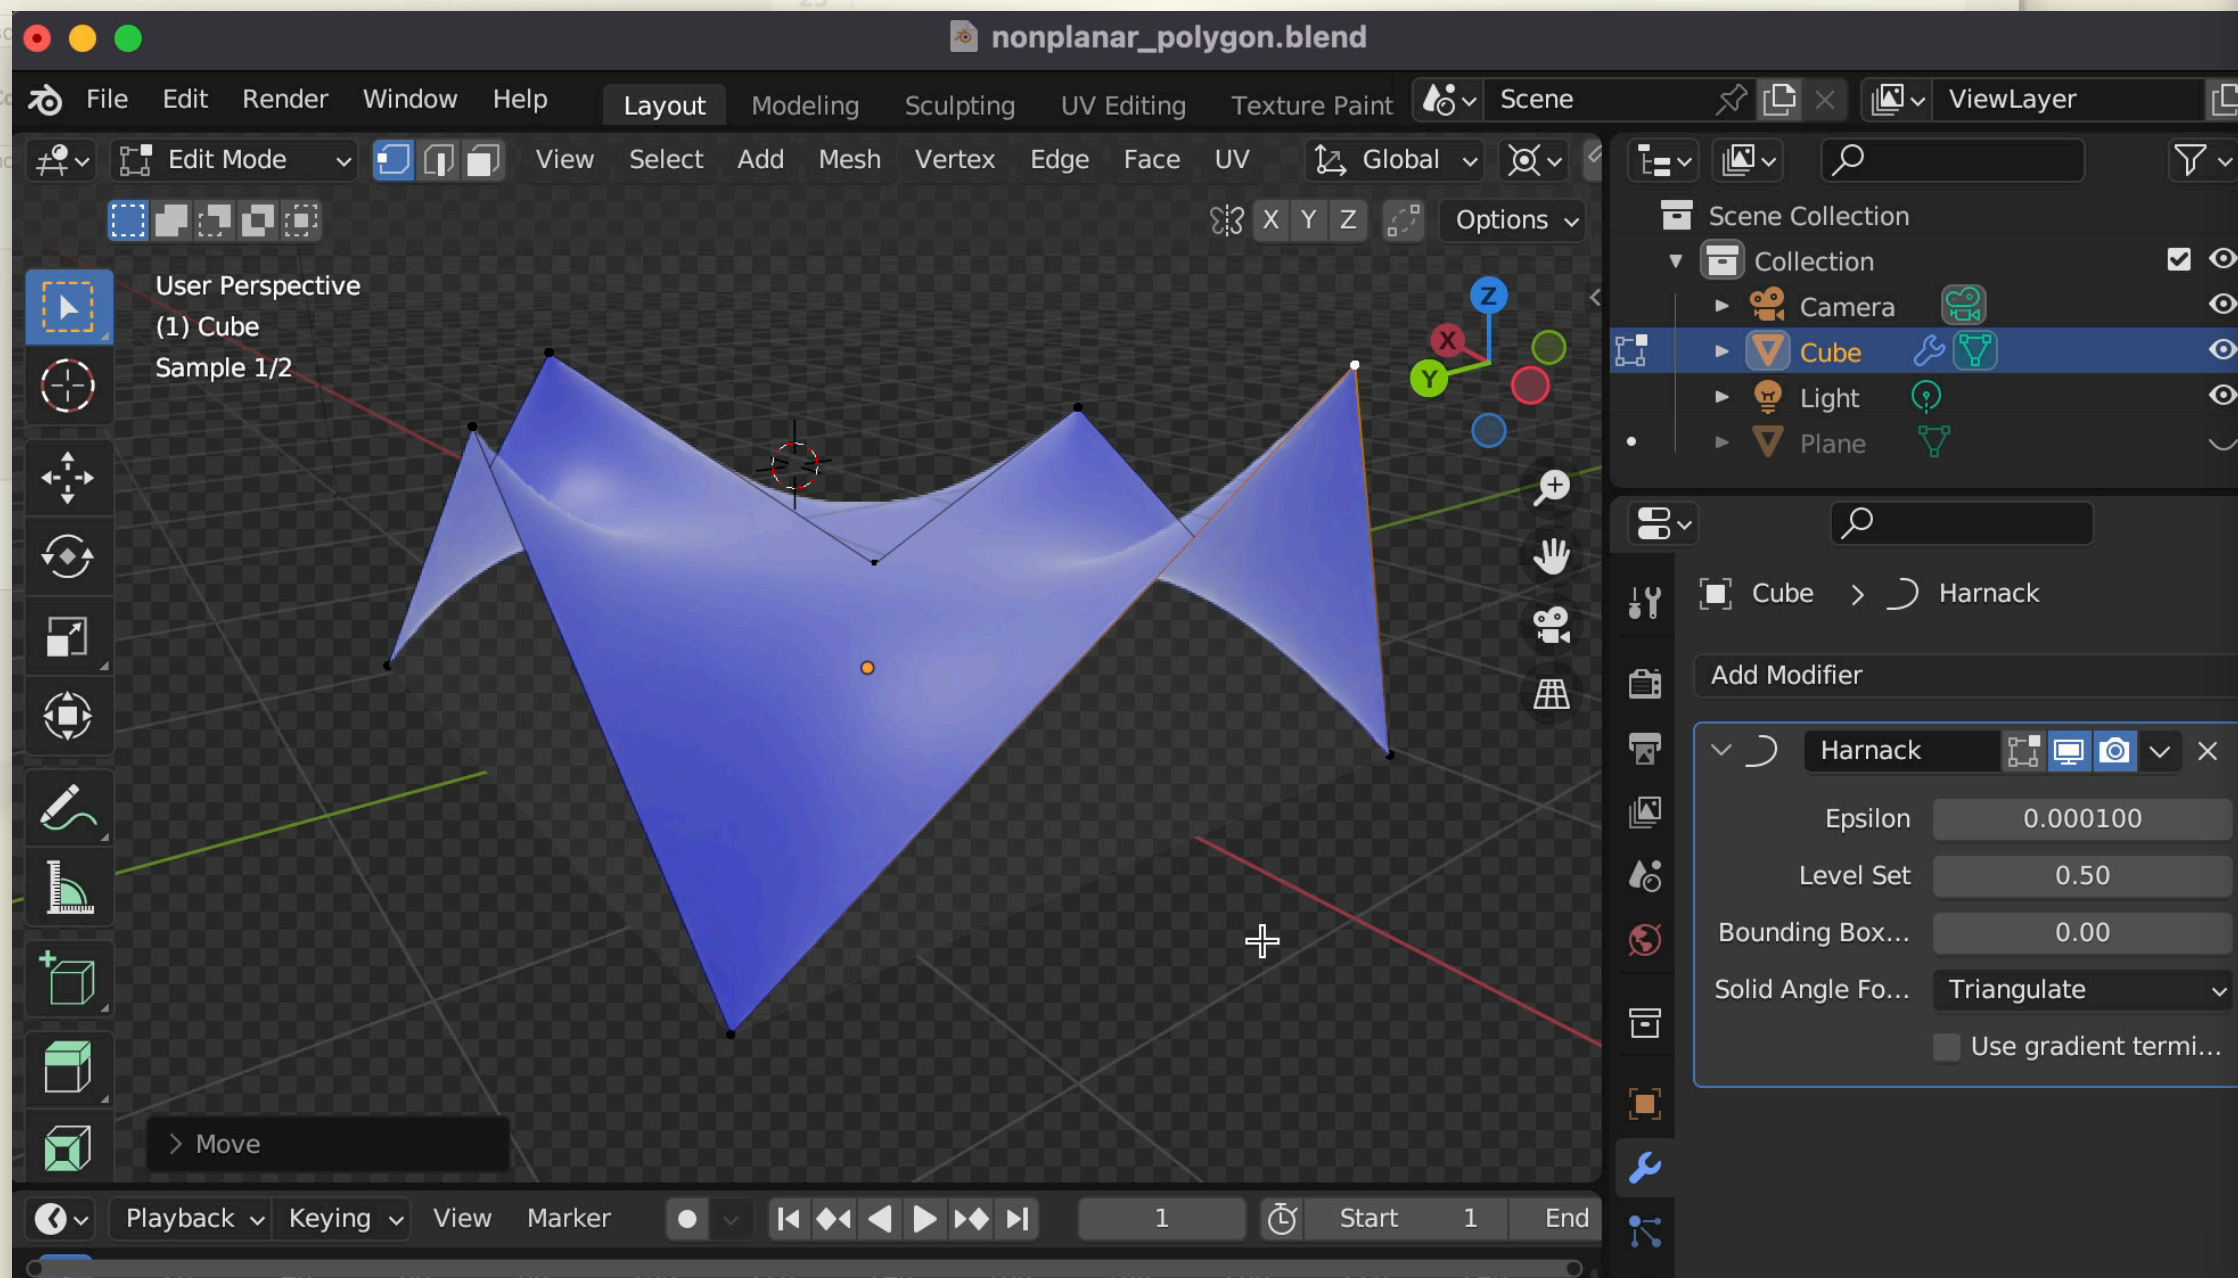 nonplanar_polygon.blend
File Edit Render Window Help Layout Modeling Sculpting UV Editing Texture Paint Scene ViewLayer
Edit Mode View Select Add Mesh Vertex Edge Face UV Global
X Y Z Options
User Perspective
(1) Cube
Sample 1/2
Z
X
Y
Scene Collection
Collection
Camera
Cube
Light
Plane
Cube > Harnack
Add Modifier
Harnack
Epsilon 0.000100
Level Set 0.50
Bounding Box... 0.00
Solid Angle Fo... Triangulate
Use gradient termi...
> Move
Playback Keying View Marker 1 Start 1 End